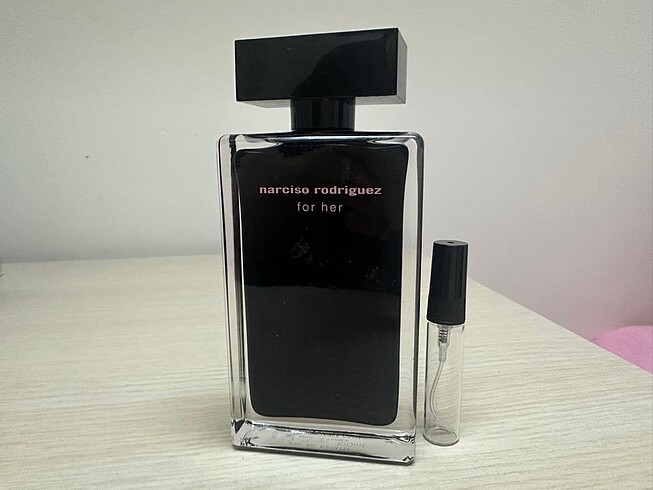 narciso rodriguez
for her